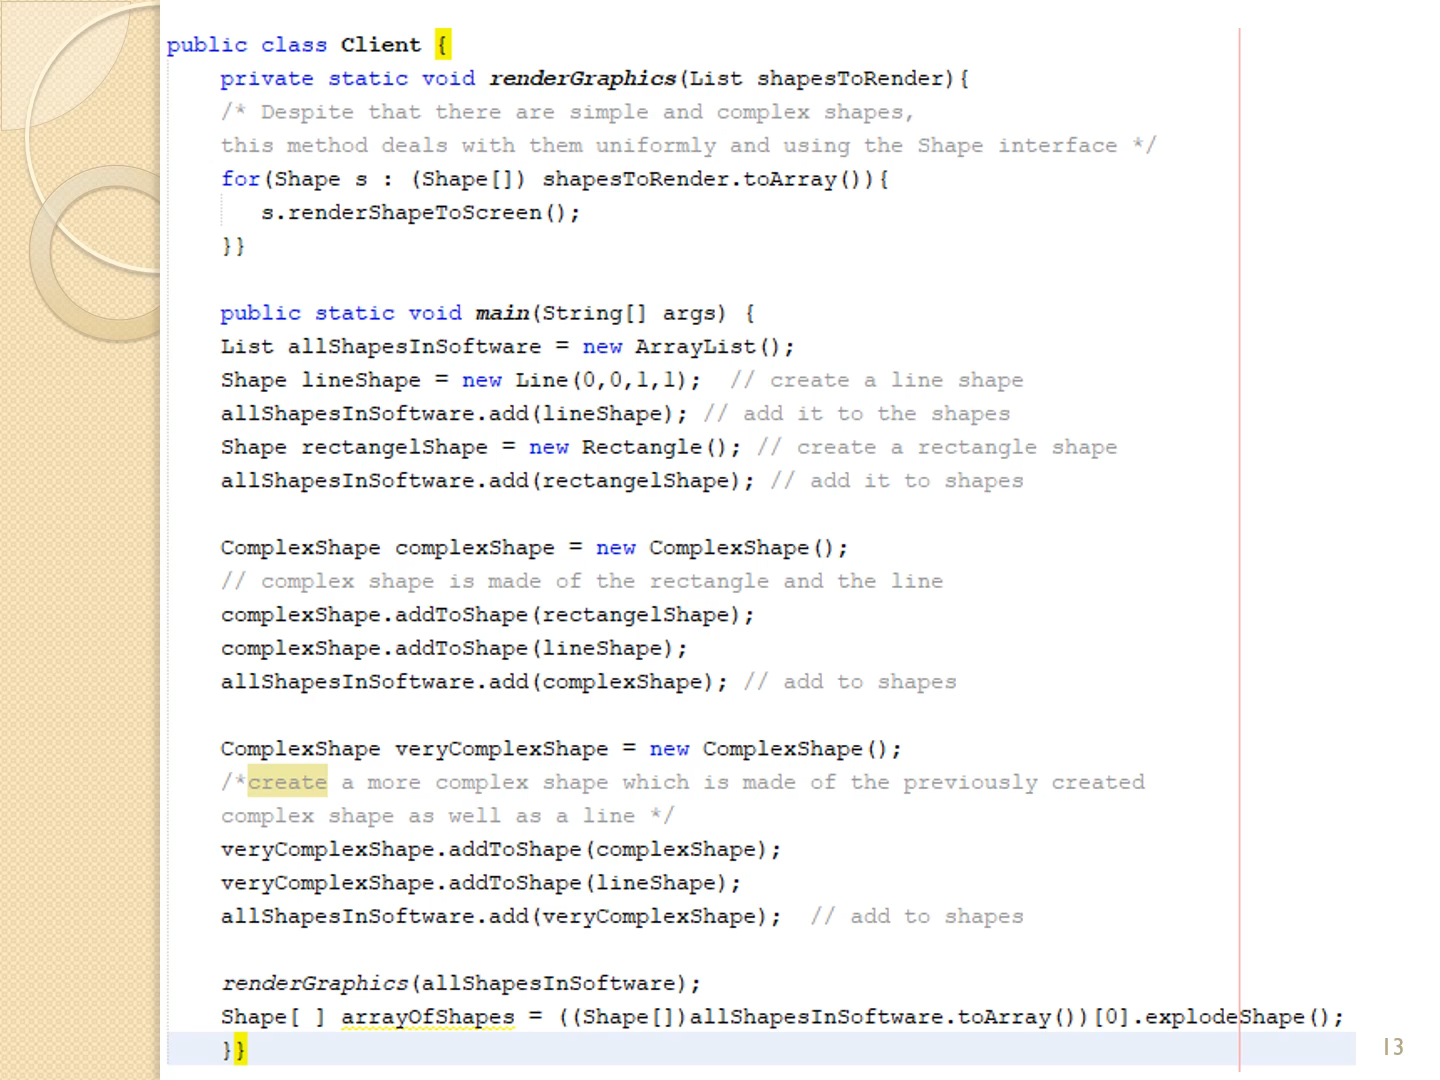 public class Client {
private static void renderGraphics(List shapesToRender){
/* Despite that there are simple and complex shapes,
this method deals with them uniformly and using the Shape interface */
for(Shape s : (Shape[]) shapesToRender.toArray()){
s.renderShapeToScreen();
}}
public static void main(String[] args) {
List allShapesInSoftware = new ArrayList();
Shape lineShape = new Line(0,0,1,1);  // create a line shape
allShapesInSoftware.add(lineShape); // add it to the shapes
Shape rectangelShape = new Rectangle(); // create a rectangle shape
allShapesInSoftware.add(rectangelShape); // add it to shapes
ComplexShape complexShape = new ComplexShape();
// complex shape is made of the rectangle and the line
complexShape.addToShape(rectangelShape);
complexShape.addToShape(lineShape);
allShapesInSoftware.add(complexShape); // add to shapes
ComplexShape veryComplexShape = new ComplexShape();
/*create a more complex shape which is made of the previously created
complex shape as well as a line */
veryComplexShape.addToShape(complexShape);
veryComplexShape.addToShape(lineShape);
allShapesInSoftware.add(veryComplexShape);  // add to shapes
renderGraphics(allShapesInSoftware);
Shape[ ] arrayOfShapes = ((Shape[])allShapesInSoftware.toArray())[0].explodeShape();
}}
13